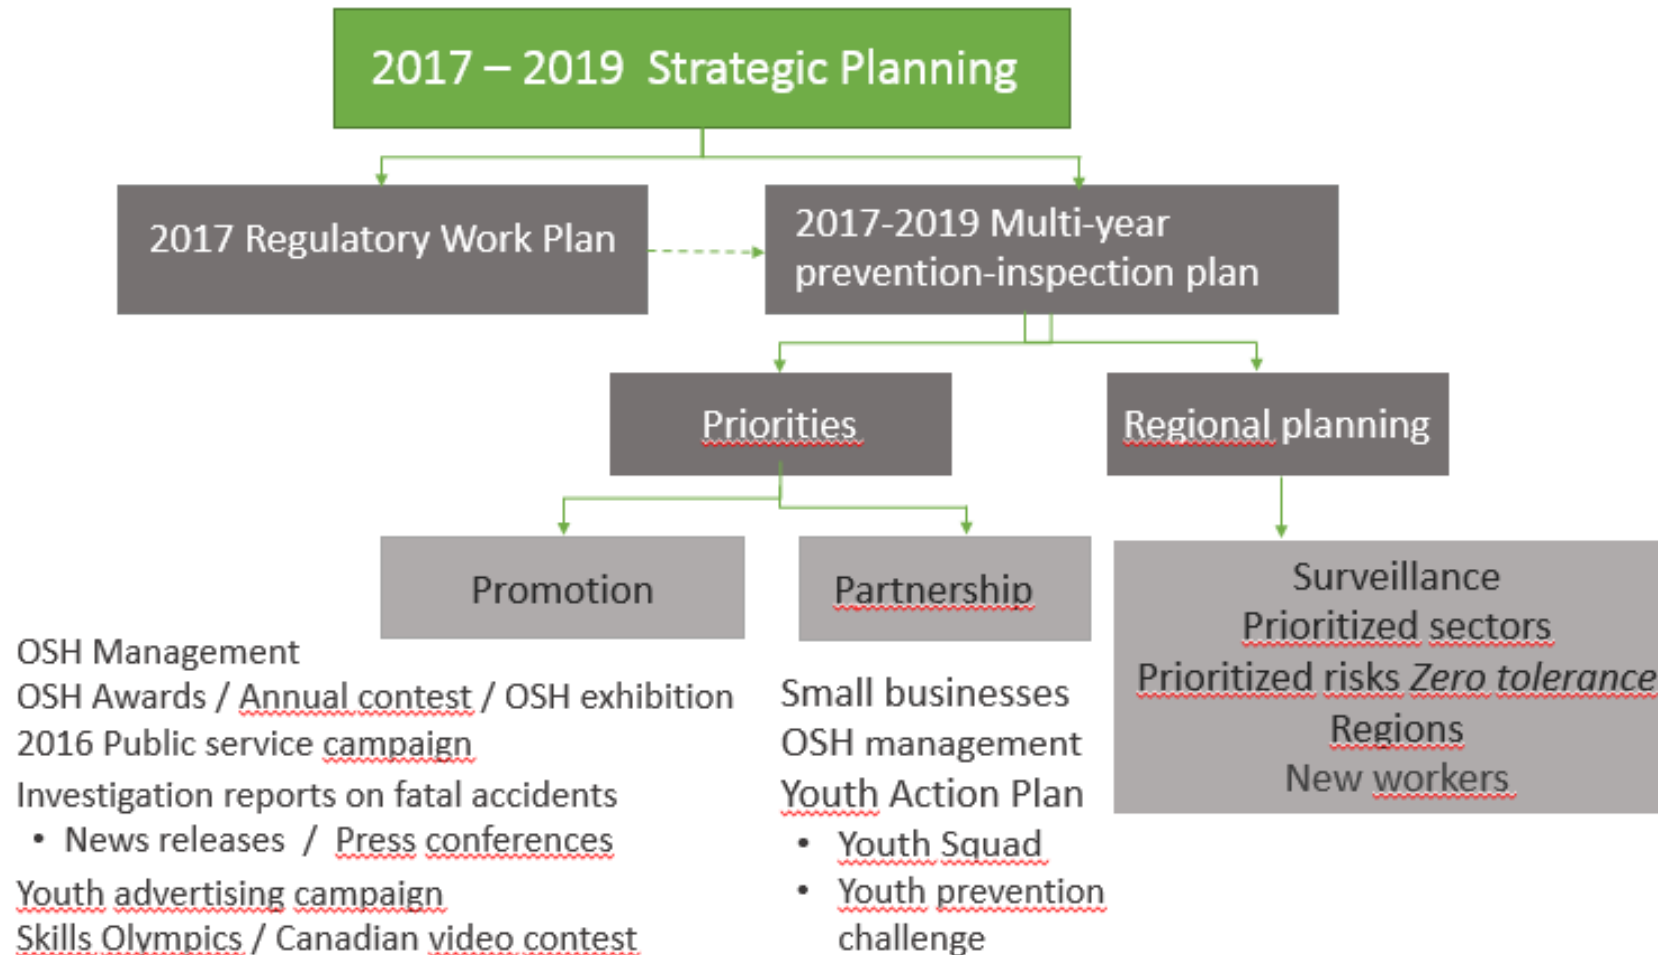 2017 – 2019 Strategic Planning
2017 Regulatory Work Plan
2017-2019 Multi-year
prevention-inspection plan
Priorities
Regional planning
Promotion
Partnership
Surveillance
Prioritized sectors
Prioritized risks Zero tolerance
Regions
New workers
OSH Management
OSH Awards / Annual contest / OSH exhibition
2016 Public service campaign
Investigation reports on fatal accidents
• News releases / Press conferences
Youth advertising campaign
Skills Olympics / Canadian video contest
Small businesses
OSH management
Youth Action Plan
• Youth Squad
• Youth prevention
challenge